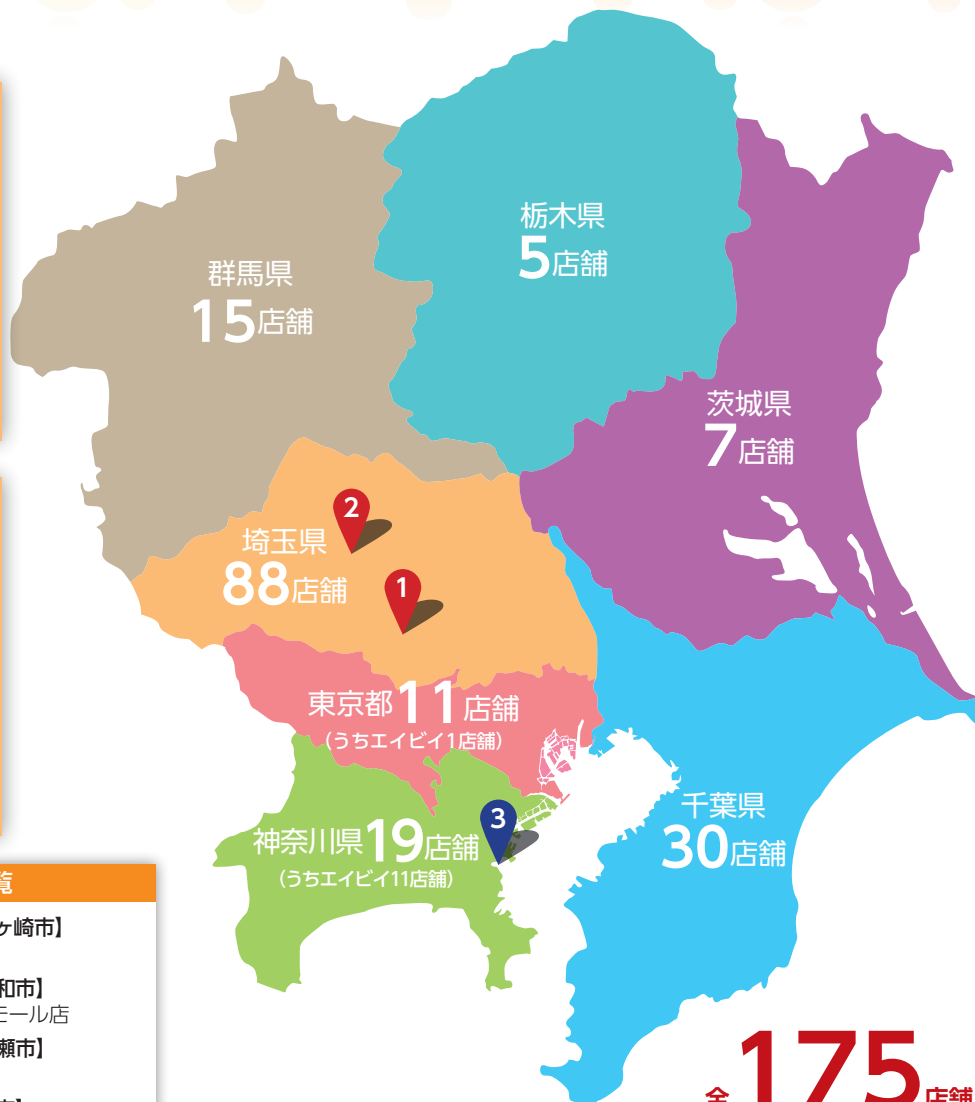 栃木県
5店舗
群馬県
15店舗
茨城県
7店舗
2
埼玉県
88店舗
1
東京都11店舗
(うちエイビイ1店舗)
3
神奈川県19店舗
(うちエイビイ11店舗)
千葉県
30店舗
覧
ヶ崎市】
和市】
モール店
瀬市】
全175店舗